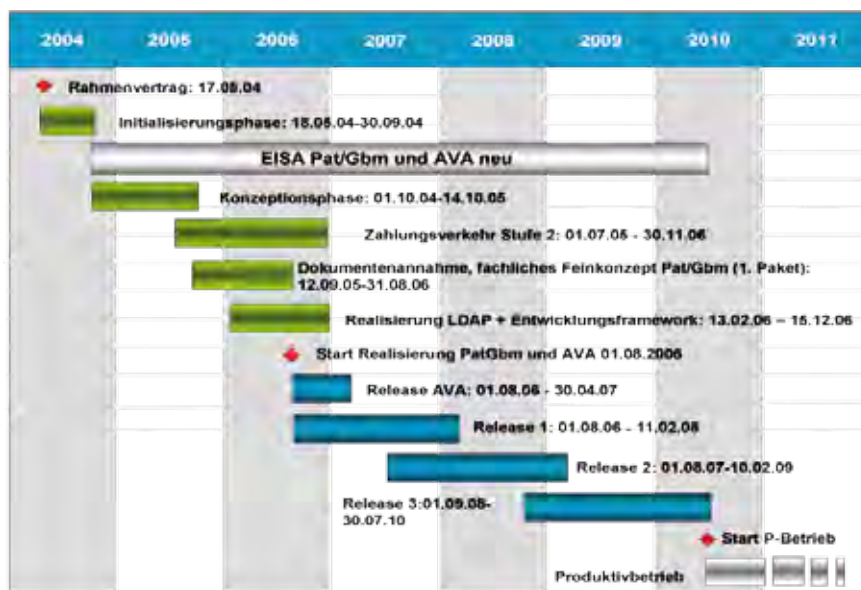 2004 2005 2006 2007 2008 2009 2010 2011
Rahmenvertrag: 17.05.04
Initialisierungsphase: 18.05.04-30.09.04
EISA Pat/Gbm und AVA neu
Konzeptionsphase: 01.10.04-14.10.05
Zahlungsverkehr Stufe 2: 01.07.05 - 30.11.06
Dokumentenannahme, fachliches Feinkonzept Pat/Gbm (1. Paket):
12.09.05-31.08.06
Realisierung LDAP + Entwicklungsframework: 13.02.06 – 15.12.06
Start Realisierung PatGbm und AVA 01.08.2006
Release AVA: 01.08.06 - 30.04.07
Release 1: 01.08.06 - 11.02.08
Release 2: 01.08.07-10.02.09
Release 3:01.09.08-
30.07.10
Start P-Betrieb
Produktivbetrieb